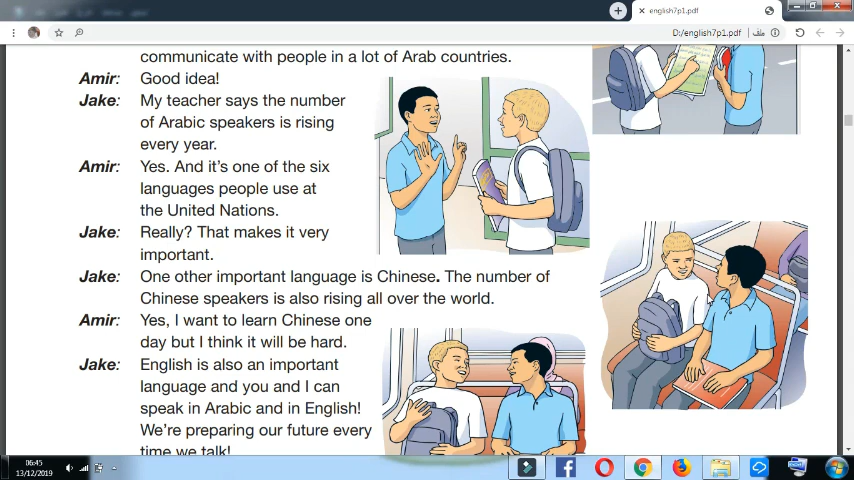 english7p1.pdf
D:/english7p1.pdf
ملف
communicate with people in a lot of Arab countries.
Amir: Good idea!
Jake: My teacher says the number
of Arabic speakers is rising
every year.
Amir: Yes. And it's one of the six
languages people use at
the United Nations.
Jake: Really? That makes it very
important.
Jake: One other important language is Chinese. The number of
Chinese speakers is also rising all over the world.
Amir: Yes, I want to learn Chinese one
day but I think it will be hard.
Jake: English is also an important
language and you and I can
speak in Arabic and in English!
We're preparing our future every
time we talk!
06:45
13/12/2019